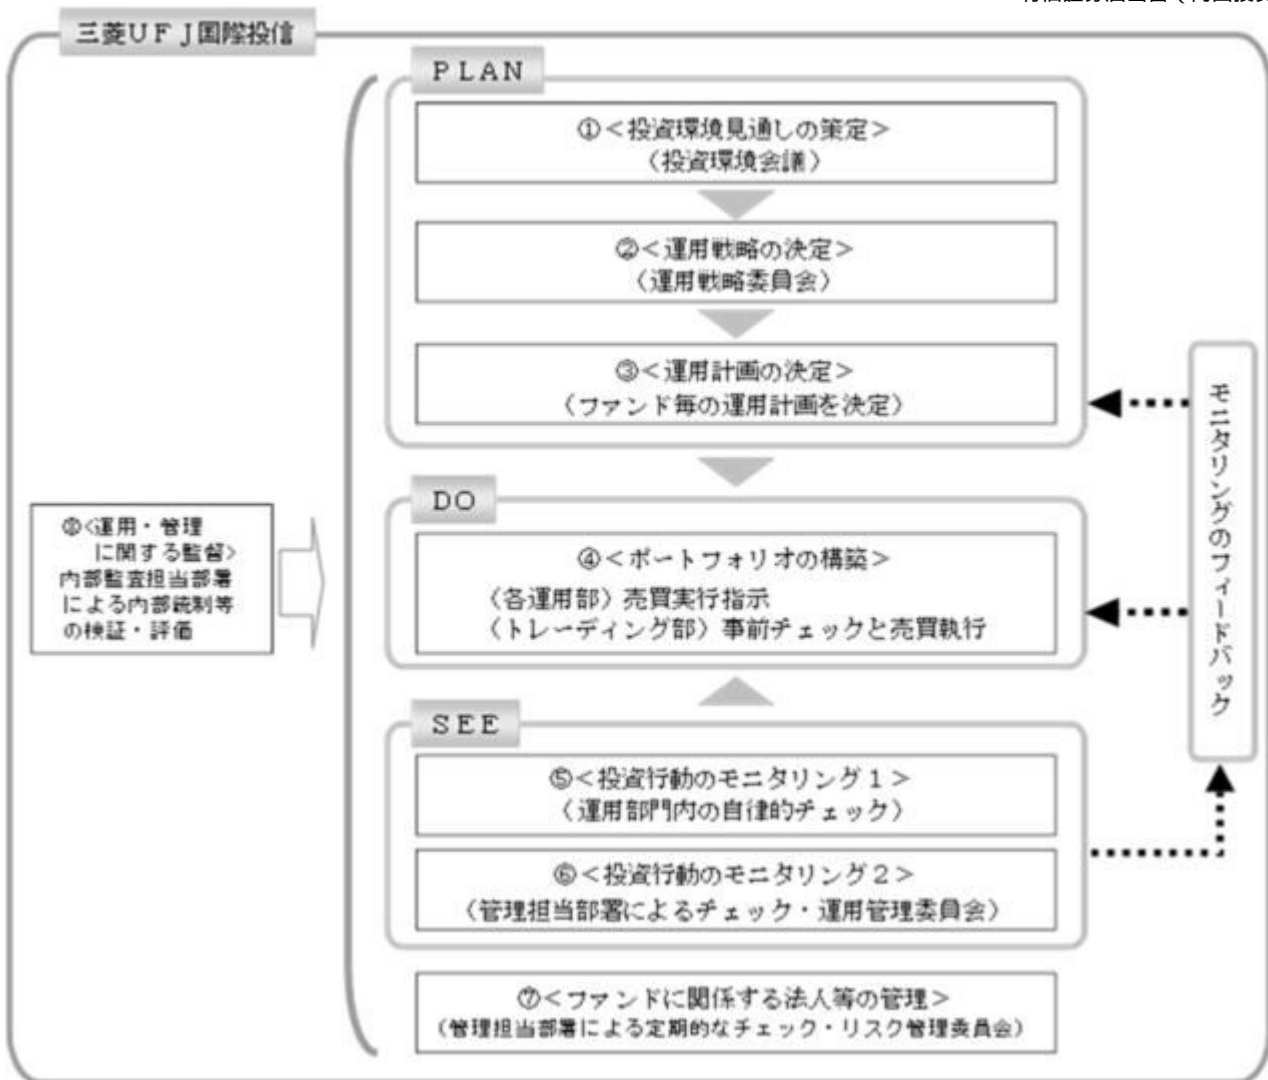 三菱UFJ国際投信
PLAN
①<投資環境見通しの策定>
(投資環境会議)
②<運用戦略の決定>
(運用戦略委員会)
③<運用計画の決定>
(ファンド毎の運用計画を決定)
DO
④<ポートフォリオの構築>
(各運用部)売買実行指示
(トレーディング部)事前チェックと売買執行
SEE
⑤<投資行動のモニタリング1>
(運用部門内の自律的チェック)
⑥<投資行動のモニタリング2>
(管理担当部署によるチェック・運用管理委員会)
⑦<ファンドに関係する法人等の管理>
(管理担当部署による定期的なチェック・リスク管理委員会)
⑧<運用・管理
に関する監督>
内部監査担当部署
による内部統制等
の検証・評価
モニタリングのフィードバック